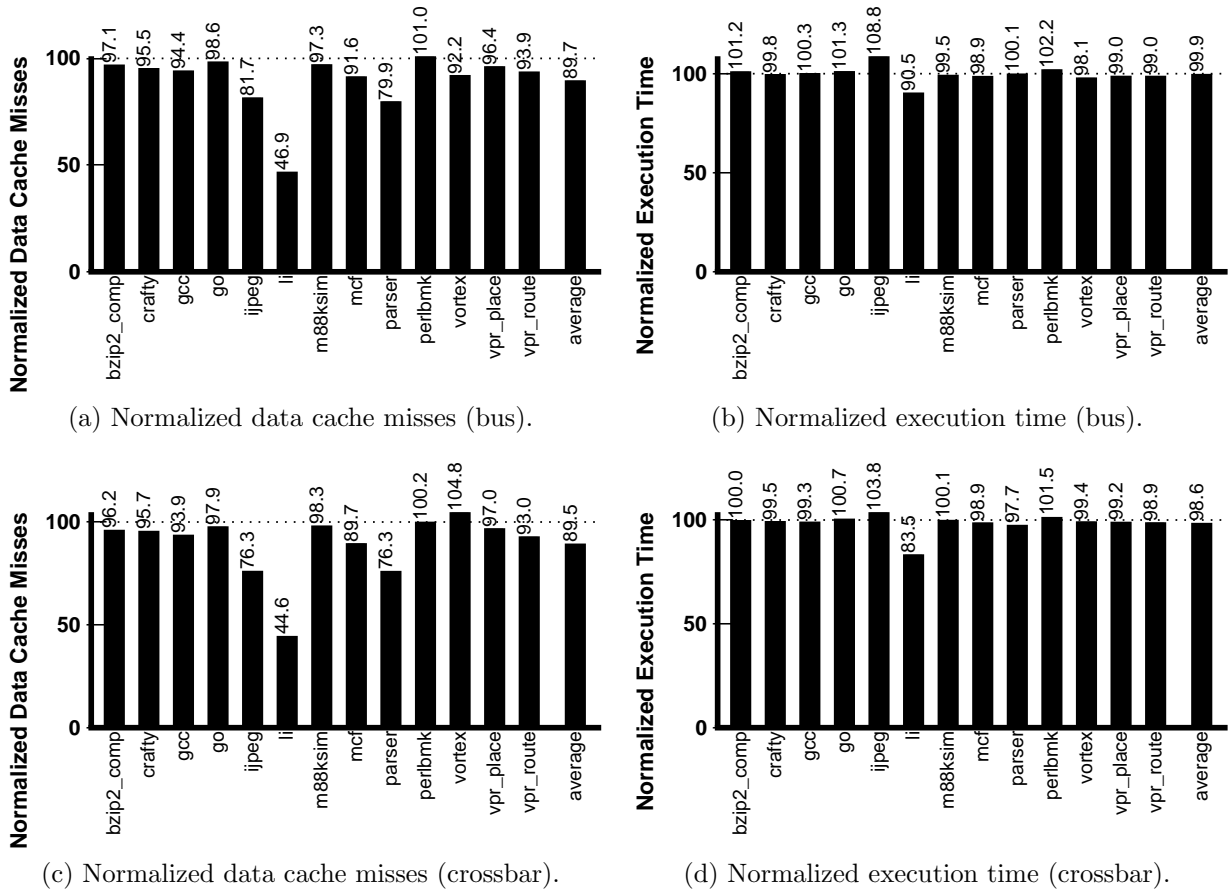 Normalized Data Cache Misses
100
50
0
97.1
95.5
94.4
98.6
81.7
46.9
97.3
91.6
79.9
101.0
92.2
96.4
93.9
89.7
bzip2_comp
crafty
gcc
go
ijpeg
li
m88ksim
mcf
parser
perlbmk
vortex
vpr_place
vpr_route
average
(a) Normalized data cache misses (bus).
Normalized Execution Time
100
50
0
101.2
99.8
100.3
101.3
108.8
90.5
99.5
98.9
100.1
102.2
98.1
99.0
99.0
99.9
bzip2_comp
crafty
gcc
go
ijpeg
li
m88ksim
mcf
parser
perlbmk
vortex
vpr_place
vpr_route
average
(b) Normalized execution time (bus).
Normalized Data Cache Misses
100
50
0
96.2
95.7
93.9
97.9
76.3
44.6
98.3
89.7
76.3
100.2
104.8
97.0
93.0
89.5
bzip2_comp
crafty
gcc
go
ijpeg
li
m88ksim
mcf
parser
perlbmk
vortex
vpr_place
vpr_route
average
(c) Normalized data cache misses (crossbar).
Normalized Execution Time
100
50
0
100.0
99.5
99.3
100.7
103.8
83.5
100.1
98.9
97.7
101.5
99.4
99.2
98.9
98.6
bzip2_comp
crafty
gcc
go
ijpeg
li
m88ksim
mcf
parser
perlbmk
vortex
vpr_place
vpr_route
average
(d) Normalized execution time (crossbar).